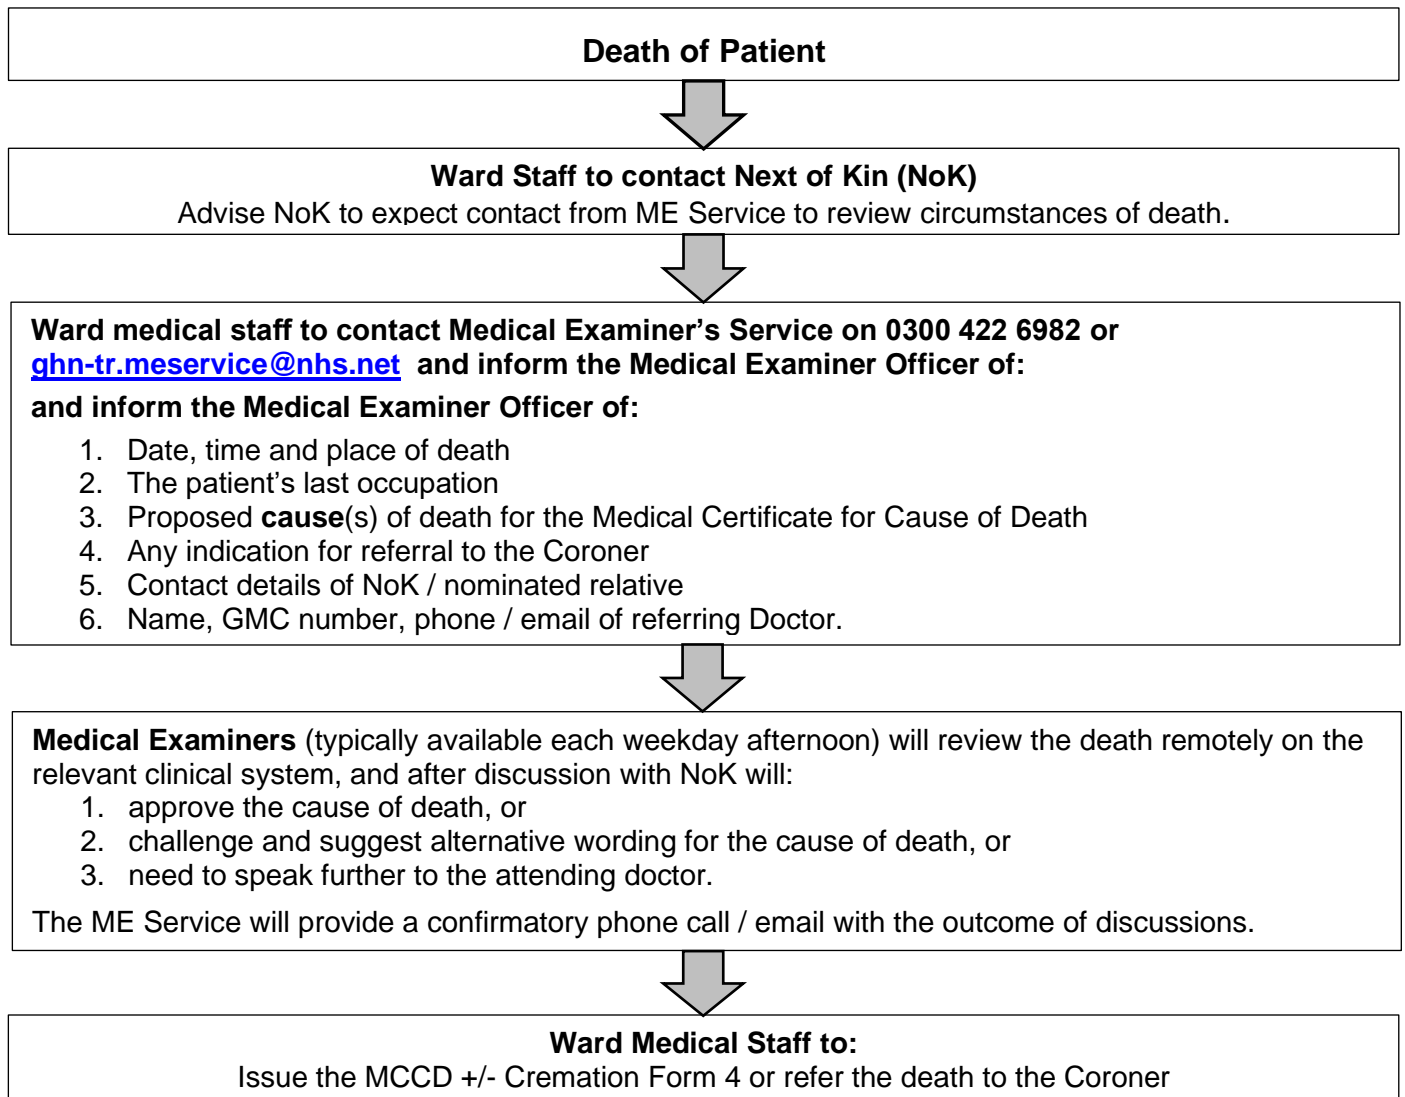 Death of Patient
Ward Staff to contact Next of Kin (NoK)
Advise NoK to expect contact from ME Service to review circumstances of death.
Ward medical staff to contact Medical Examiner's Service on 0300 422 6982 or
ghn-tr.meservice@nhs.net and inform the Medical Examiner Officer of:
and inform the Medical Examiner Officer of:
1. Date, time and place of death
2. The patient's last occupation
3. Proposed cause(s) of death for the Medical Certificate for Cause of Death
4. Any indication for referral to the Coroner
5. Contact details of NoK / nominated relative
6. Name, GMC number, phone / email of referring Doctor.
Medical Examiners (typically available each weekday afternoon) will review the death remotely on the
relevant clinical system, and after discussion with NoK will:
1. approve the cause of death, or
2. challenge and suggest alternative wording for the cause of death, or
3. need to speak further to the attending doctor.
The ME Service will provide a confirmatory phone call / email with the outcome of discussions.
Ward Medical Staff to:
Issue the MCCD +/- Cremation Form 4 or refer the death to the Coroner